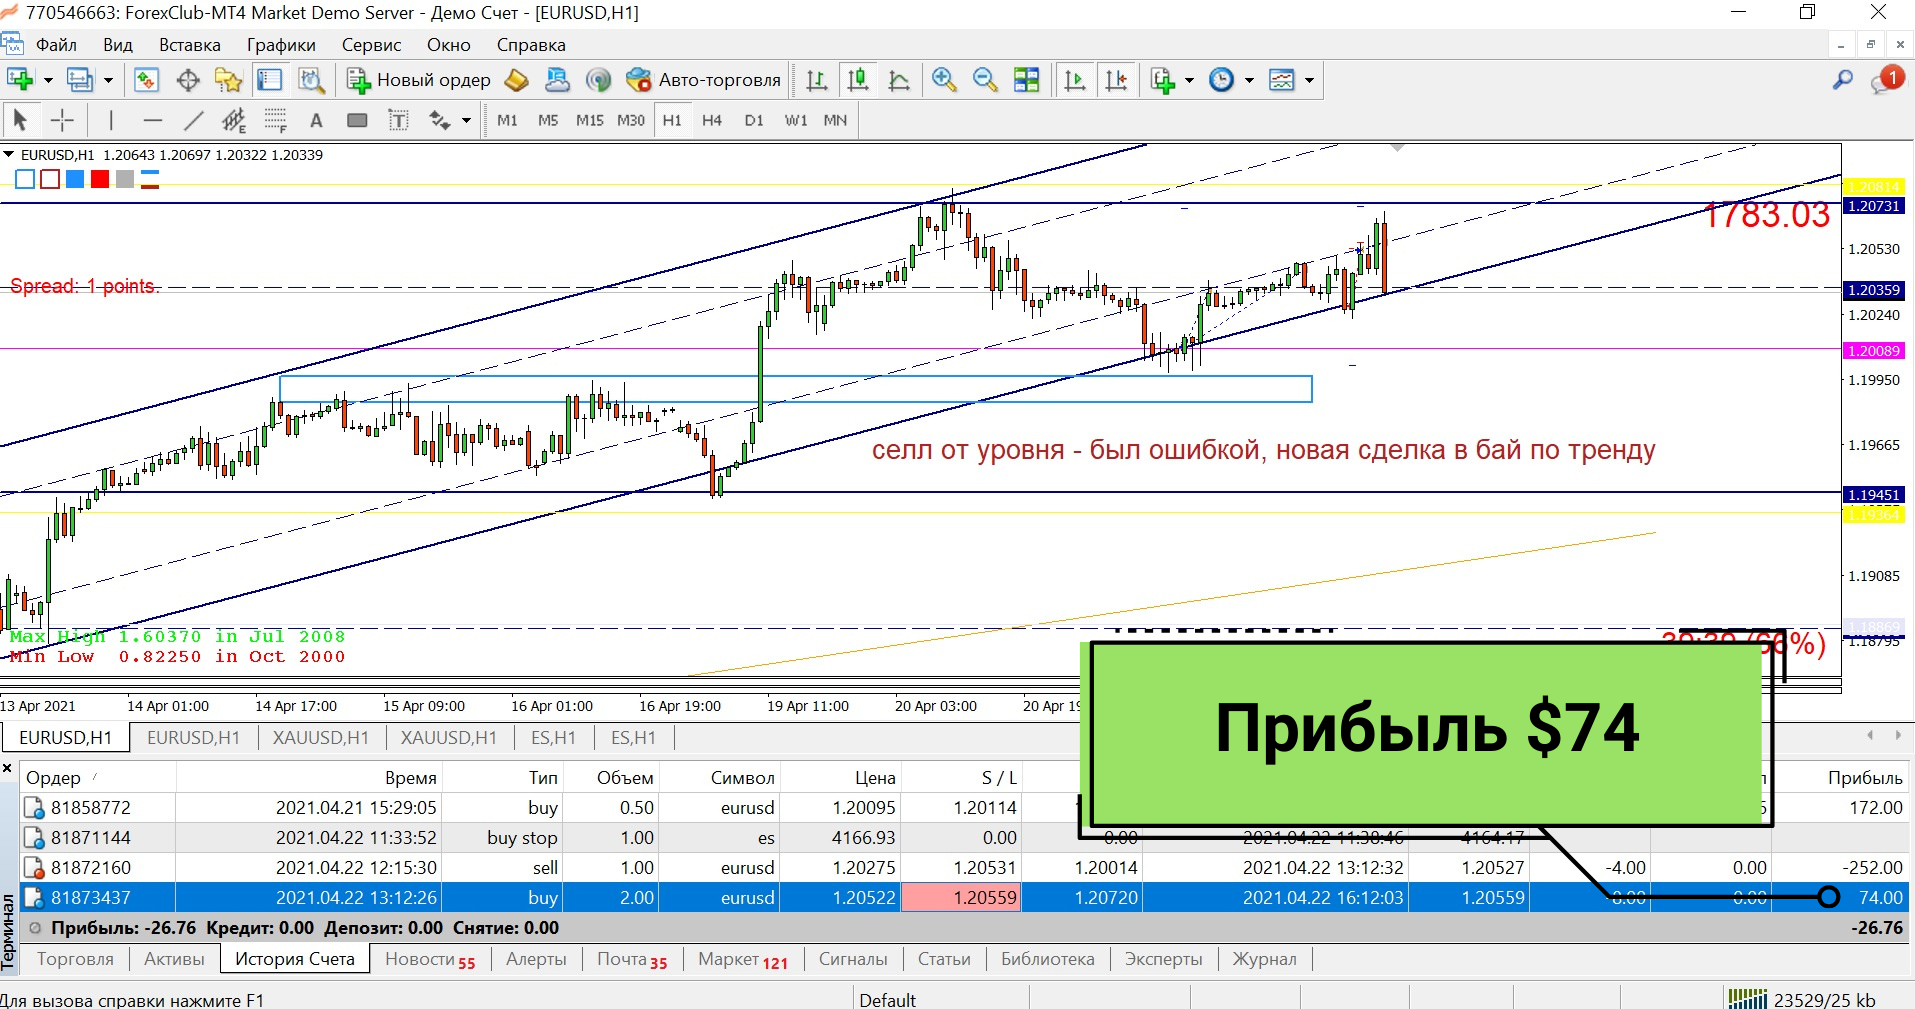 770546663: ForexClub-MT4 Market Demo Server - Демо Счет - [EURUSD,H1]
Файл Вид Вставка Графики Сервис Окно Справка
Новый ордер Авто-торговля 1
A T E F M1 M5 M15 M30 H1 H4 D1 W1 MN
EURUSD,H1 1.20643 1.20697 1.20322 1.20339
1.20814
1.20731
1783.03
1.20530
Spread: 1 points.
1.20359
1.20240
1.20089
1.19950
селл от уровня - был ошибкой, новая сделка в бай по тренду
1.19665
1.19451
1.19364
1.19085
1.18869
Max High 1.60370 in Jul 2008
1.18795
Min Low 0.82250 in Oct 2000
13 Apr 2021 14 Apr 01:00 14 Apr 17:00 15 Apr 09:00 16 Apr 01:00 16 Apr 19:00 19 Apr 11:00 20 Apr 03:00 20 Apr 19
Прибыль $74
EURUSD,H1 EURUSD,H1 XAUUSD,H1 XAUUSD,H1 ES,H1 ES,H1
Ордер / Время Тип Объем Символ Цена S / L Прибыль
81858772 2021.04.21 15:29:05 buy 0.50 eurusd 1.20095 1.20114 172.00
81871144 2021.04.22 11:33:52 buy stop 1.00 es 4166.93 0.00 0.00 2021.04.22 11:38:46 4164.17
81872160 2021.04.22 12:15:30 sell 1.00 eurusd 1.20275 1.20531 1.20014 2021.04.22 13:12:32 1.20527 -4.00 0.00 -252.00
81873437 2021.04.22 13:12:26 buy 2.00 eurusd 1.20522 1.20559 1.20720 2021.04.22 16:12:03 1.20559 -8.00 0.00 74.00
Прибыль: -26.76 Кредит: 0.00 Депозит: 0.00 Снятие: 0.00 -26.76
Терминал
Торговля Активы История Счета Новости 55 Алерты Почта 35 Маркет 121 Сигналы Статьи Библиотека Эксперты Журнал
Для вызова справки нажмите F1 Default 23529/25 kb